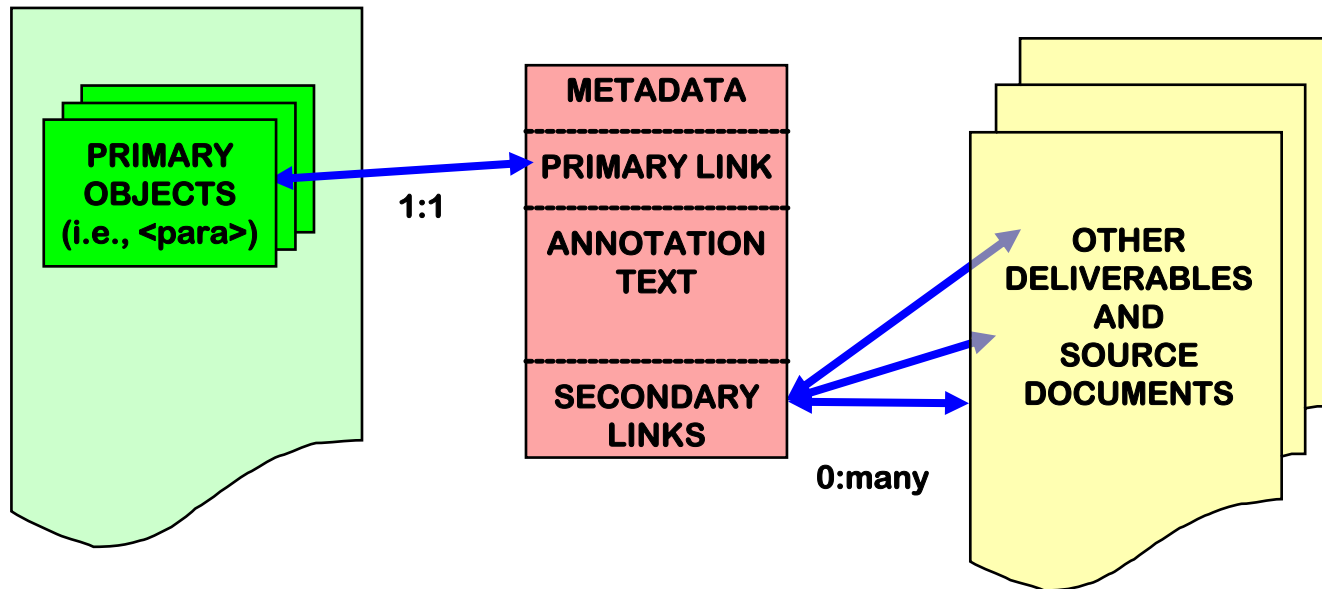 PRIMARY
OBJECTS
(i.e., <para>)
1:1
METADATA
PRIMARY LINK
ANNOTATION
TEXT
SECONDARY
LINKS
0:many
OTHER
DELIVERABLES
AND
SOURCE
DOCUMENTS